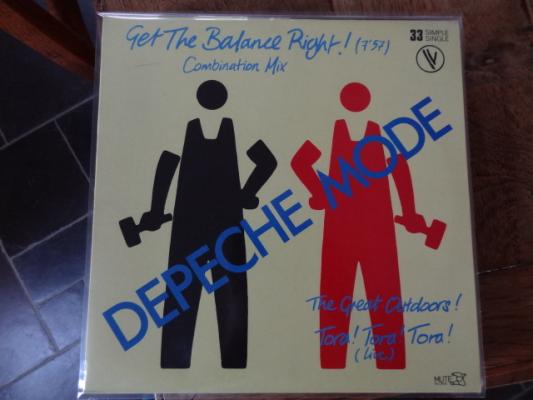 Get The Balance Right! (7'57)
Combination Mix
33 SIMPLE
SINGLE
DEPECHE MODE
The Great Outdoors!
Tora! Tora! Tora!
(Live)
MUTE